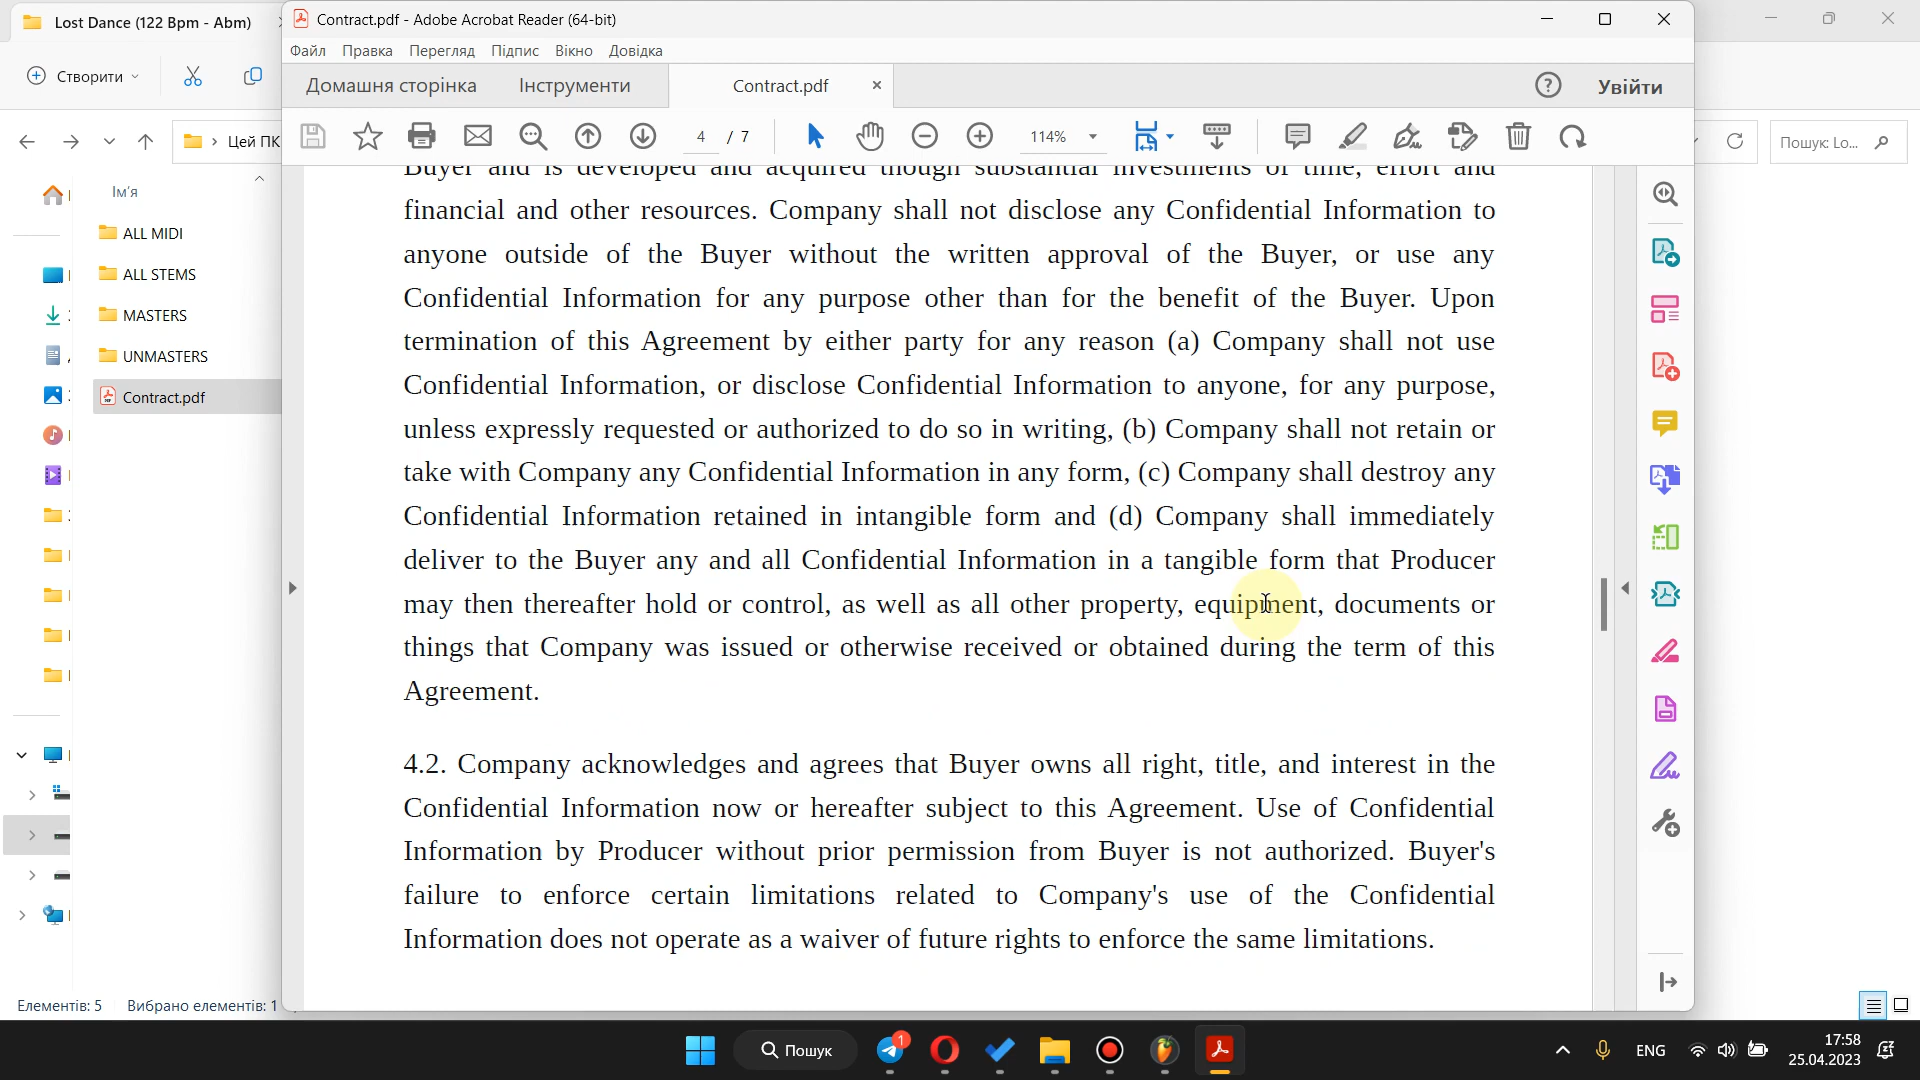 Lost Dance (122 Bpm - Abm)
Contract.pdf - Adobe Acrobat Reader (64-bit)
Файл Правка Перегляд Підпис Вікно Довідка
Створити
Домашня сторінка Інструменти Contract.pdf Увійти
4 / 7 114%
Цей ПК
Пошук: Lo...
Ім'я
ALL MIDI
ALL STEMS
MASTERS
UNMASTERS
Contract.pdf
Buyer and is developed and acquired though substantial investments of time, effort and
financial and other resources. Company shall not disclose any Confidential Information to
anyone outside of the Buyer without the written approval of the Buyer, or use any
Confidential Information for any purpose other than for the benefit of the Buyer. Upon
termination of this Agreement by either party for any reason (a) Company shall not use
Confidential Information, or disclose Confidential Information to anyone, for any purpose,
unless expressly requested or authorized to do so in writing, (b) Company shall not retain or
take with Company any Confidential Information in any form, (c) Company shall destroy any
Confidential Information retained in intangible form and (d) Company shall immediately
deliver to the Buyer any and all Confidential Information in a tangible form that Producer
may then thereafter hold or control, as well as all other property, equipment, documents or
things that Company was issued or otherwise received or obtained during the term of this
Agreement.
4.2. Company acknowledges and agrees that Buyer owns all right, title, and interest in the
Confidential Information now or hereafter subject to this Agreement. Use of Confidential
Information by Producer without prior permission from Buyer is not authorized. Buyer's
failure to enforce certain limitations related to Company's use of the Confidential
Information does not operate as a waiver of future rights to enforce the same limitations.
Елементів: 5 Вибрано елементів: 1
Пошук
1
ENG
17:58
25.04.2023